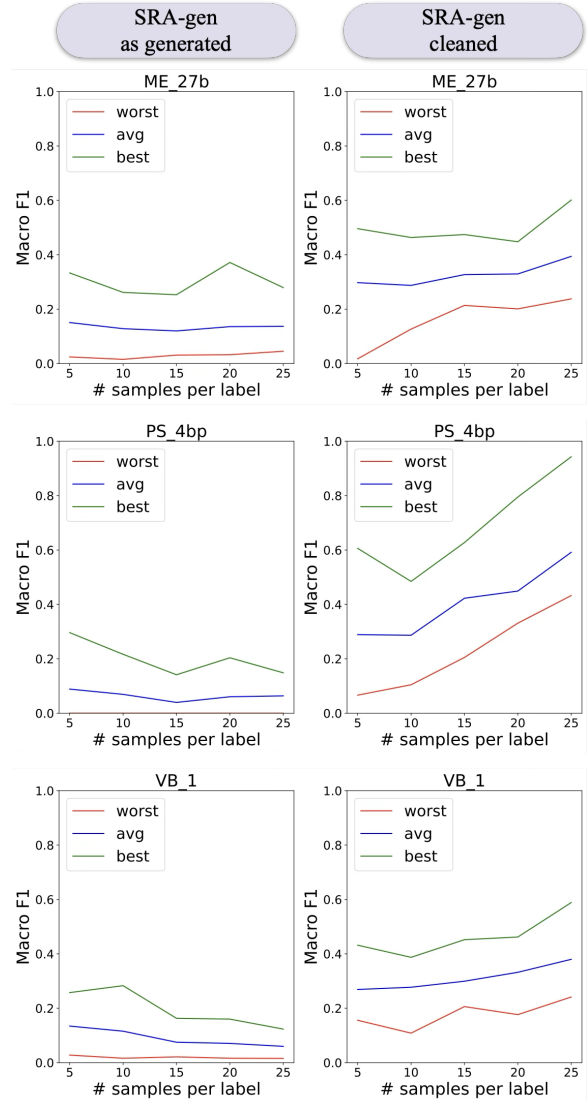 SRA-gen
as generated
SRA-gen
cleaned
ME_27b
1.0
0.8
0.6
0.4
0.2
0.0
Macro F1
worst
avg
best
5 10 15 20 25
# samples per label
ME_27b
1.0
0.8
0.6
0.4
0.2
0.0
Macro F1
worst
avg
best
5 10 15 20 25
# samples per label
PS_4bp
1.0
0.8
0.6
0.4
0.2
0.0
Macro F1
worst
avg
best
5 10 15 20 25
# samples per label
PS_4bp
1.0
0.8
0.6
0.4
0.2
0.0
Macro F1
worst
avg
best
5 10 15 20 25
# samples per label
VB_1
1.0
0.8
0.6
0.4
0.2
0.0
Macro F1
worst
avg
best
5 10 15 20 25
# samples per label
VB_1
1.0
0.8
0.6
0.4
0.2
0.0
Macro F1
worst
avg
best
5 10 15 20 25
# samples per label